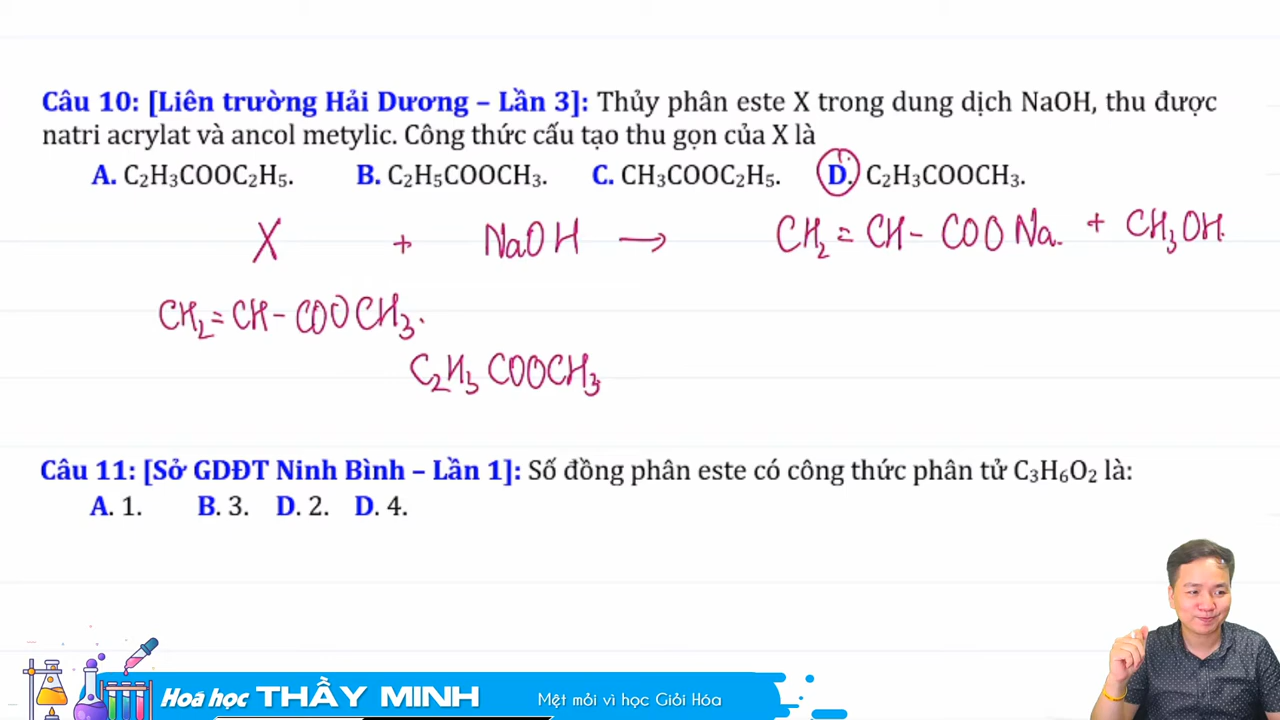 Câu 10: [Liên trường Hải Dương – Lần 3]: Thủy phân este X trong dung dịch NaOH, thu được
natri acrylat và ancol metylic. Công thức cấu tạo thu gọn của X là
A. C₂H₃COOC₂H₅. B. C₂H₅COOCH₃. C. CH₃COOC₂H₅. D. C₂H₃COOCH₃.
X + NaOH → CH₂ = CH - COONa. + CH₃OH.
CH₂ = CH - COOCH₃.
C₂H₃COOCH₃
Câu 11: [Sở GDĐT Ninh Bình – Lần 1]: Số đồng phân este có công thức phân tử C₃H₆O₂ là:
A. 1. B. 3. D. 2. D. 4.
Hoá học THẦY MINH Mệt mỏi vì học Giỏi Hóa